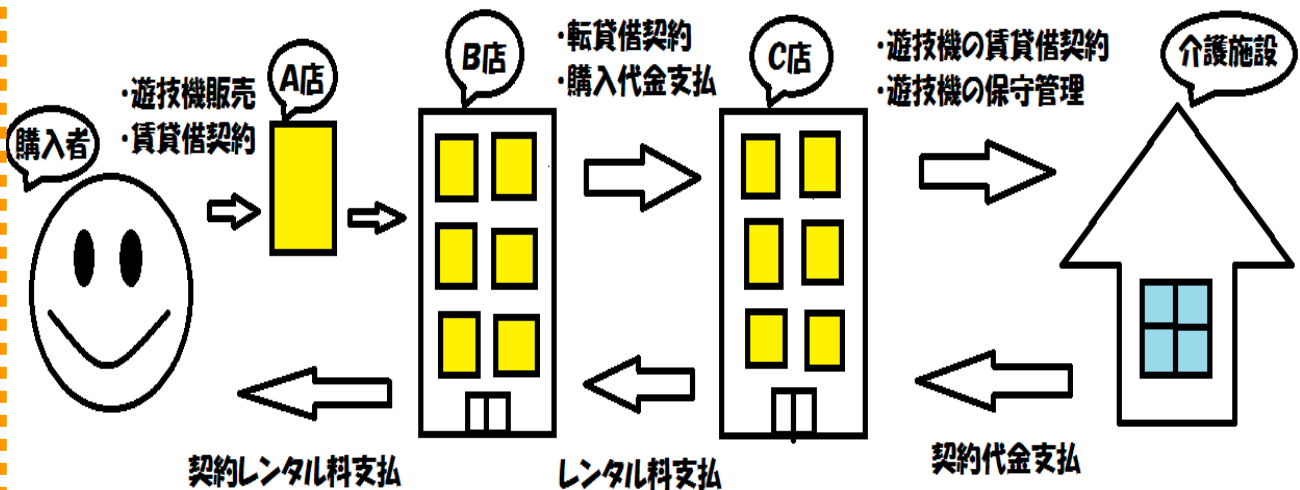 購入者
・遊技機販売
・賃貸借契約
A店
B店
・転貸借契約
・購入代金支払
C店
・遊技機の賃貸借契約
・遊技機の保守管理
介護施設
契約レンタル料支払
レンタル料支払
契約代金支払